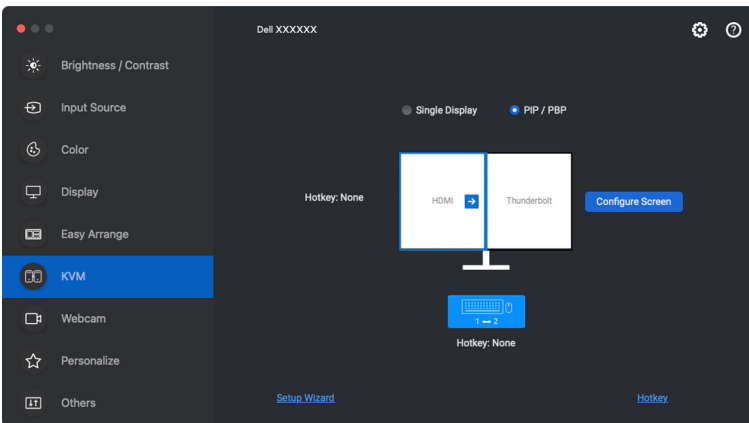 Dell XXXXXX
Brightness / Contrast
Input Source
Color
Display
Easy Arrange
KVM
Webcam
Personalize
Others
Single Display
PIP / PBP
Hotkey: None
HDMI
Thunderbolt
Configure Screen
1 ↔ 2
Hotkey: None
Setup Wizard
Hotkey